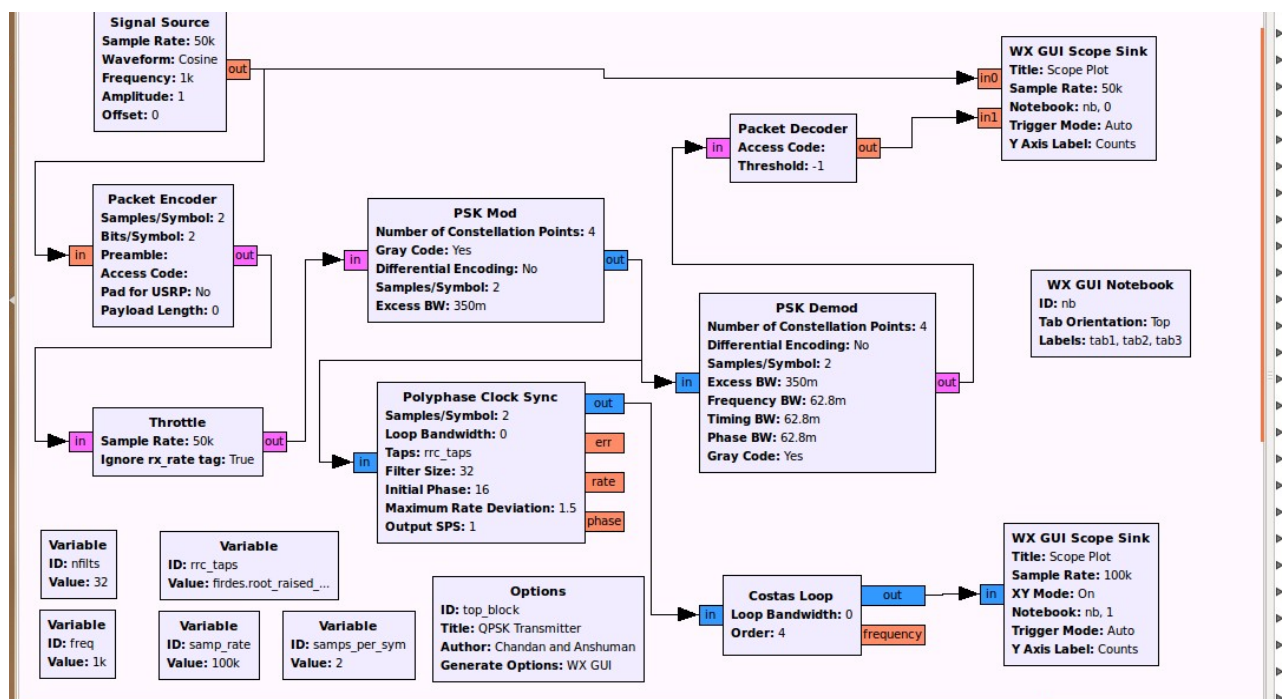 Signal Source
Sample Rate: 50k
Waveform: Cosine
Frequency: 1k
Amplitude: 1
Offset: 0
out
WX GUI Scope Sink
Title: Scope Plot
Sample Rate: 50k
Notebook: nb, 0
Trigger Mode: Auto
Y Axis Label: Counts
in0
in1
Packet Decoder
Access Code:
Threshold: -1
in
out
Packet Encoder
Samples/Symbol: 2
Bits/Symbol: 2
Preamble:
Access Code:
Pad for USRP: No
Payload Length: 0
in
out
PSK Mod
Number of Constellation Points: 4
Gray Code: Yes
Differential Encoding: No
Samples/Symbol: 2
Excess BW: 350m
in
out
WX GUI Notebook
ID: nb
Tab Orientation: Top
Labels: tab1, tab2, tab3
PSK Demod
Number of Constellation Points: 4
Differential Encoding: No
Samples/Symbol: 2
Excess BW: 350m
Frequency BW: 62.8m
Timing BW: 62.8m
Phase BW: 62.8m
Gray Code: Yes
in
out
Throttle
Sample Rate: 50k
Ignore rx_rate tag: True
in
out
Polyphase Clock Sync
Samples/Symbol: 2
Loop Bandwidth: 0
Taps: rrc_taps
Filter Size: 32
Initial Phase: 16
Maximum Rate Deviation: 1.5
Output SPS: 1
in
out
err
rate
phase
Variable
ID: nfilts
Value: 32
Variable
ID: rrc_taps
Value: firdes.root_raised_...
Variable
ID: freq
Value: 1k
Variable
ID: samp_rate
Value: 100k
Variable
ID: samps_per_sym
Value: 2
Options
ID: top_block
Title: QPSK Transmitter
Author: Chandan and Anshuman
Generate Options: WX GUI
Costas Loop
Loop Bandwidth: 0
Order: 4
in
out
frequency
WX GUI Scope Sink
Title: Scope Plot
Sample Rate: 100k
XY Mode: On
Notebook: nb, 1
Trigger Mode: Auto
Y Axis Label: Counts
in